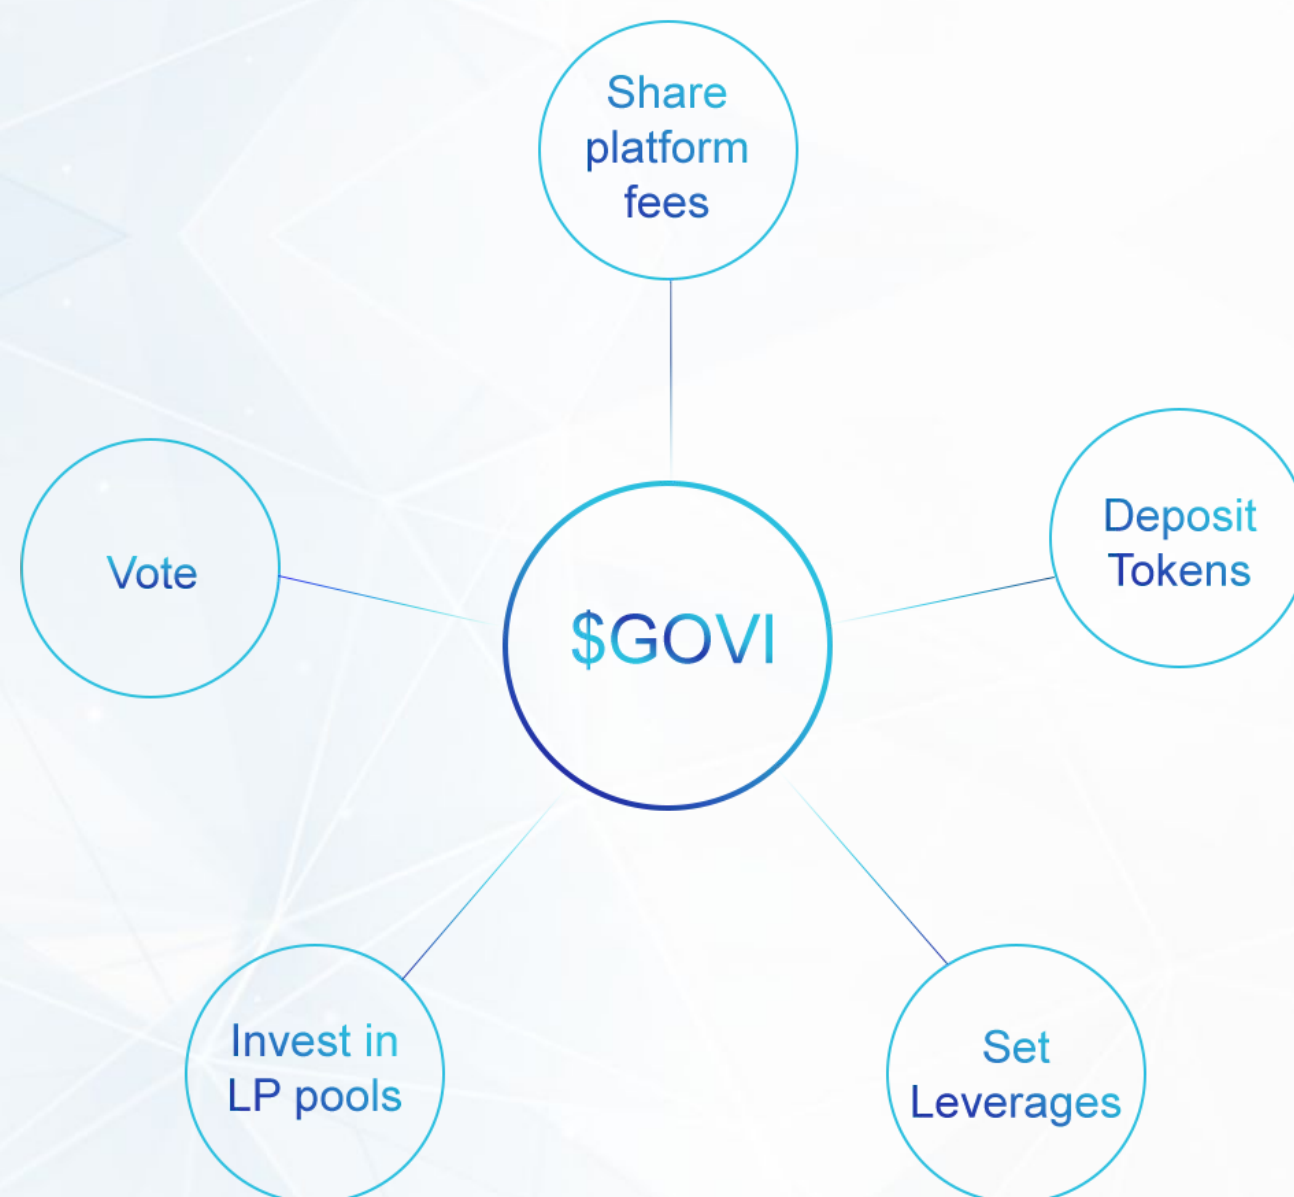 Share
platform
fees
Deposit
Tokens
Vote
$GOVI
Invest in
LP pools
Set
Leverages